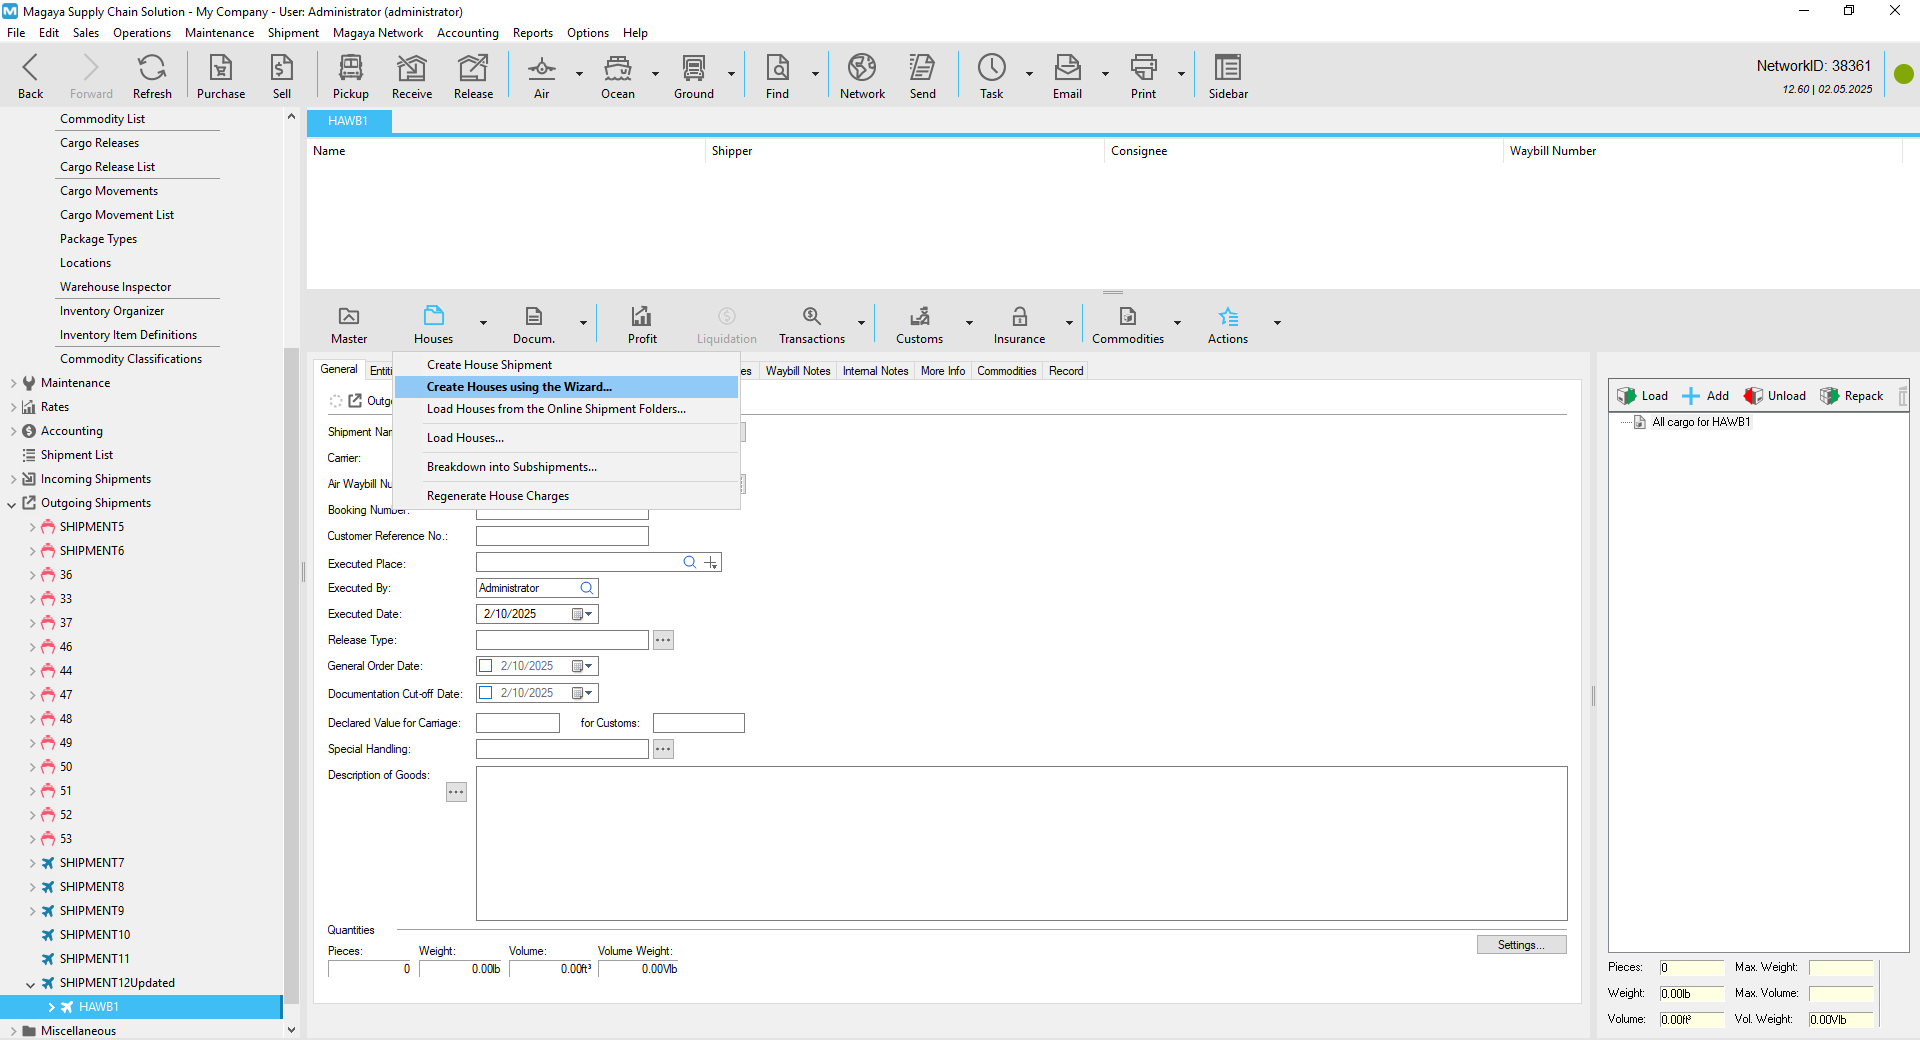 Magaya Supply Chain Solution - My Company - User: Administrator (administrator)
File Edit Sales Operations Maintenance Shipment Magaya Network Accounting Reports Options Help
Back Forward Refresh Purchase Sell Pickup Receive Release Air Ocean Ground Find Network Send Task Email Print Sidebar
NetworkID: 38361
12.60 | 02.05.2025
Commodity List
Cargo Releases
Cargo Release List
Cargo Movements
Cargo Movement List
Package Types
Locations
Warehouse Inspector
Inventory Organizer
Inventory Item Definitions
Commodity Classifications
Maintenance
Rates
Accounting
Shipment List
Incoming Shipments
Outgoing Shipments
SHIPMENT5
SHIPMENT6
36
33
37
46
44
47
48
49
50
51
52
53
SHIPMENT7
SHIPMENT8
SHIPMENT9
SHIPMENT10
SHIPMENT11
SHIPMENT12Updated
HAWB1
Miscellaneous
HAWB1
Name Shipper Consignee Waybill Number
Master Houses Docum. Profit Liquidation Transactions Customs Insurance Commodities Actions
General Entiti es Waybill Notes Internal Notes More Info Commodities Record
Create House Shipment
Create Houses using the Wizard...
Load Houses from the Online Shipment Folders...
Load Houses...
Breakdown into Subshipments...
Regenerate House Charges
Outgo
Shipment Nar
Carrier:
Air Waybill Nu
Booking Number:
Customer Reference No.:
Executed Place:
Executed By: Administrator
Executed Date: 2/10/2025
Release Type:
General Order Date: 2/10/2025
Documentation Cut-off Date: 2/10/2025
Declared Value for Carriage: for Customs:
Special Handling:
Description of Goods:
Quantities
Settings...
Pieces: Weight: Volume: Volume Weight:
0 0.00lb 0.00ft³ 0.00Vlb
Load Add Unload Repack
All cargo for HAWB1
Pieces: 0 Max. Weight:
Weight: 0.00lb Max. Volume:
Volume: 0.00ft³ Vol. Weight: 0.00Vlb